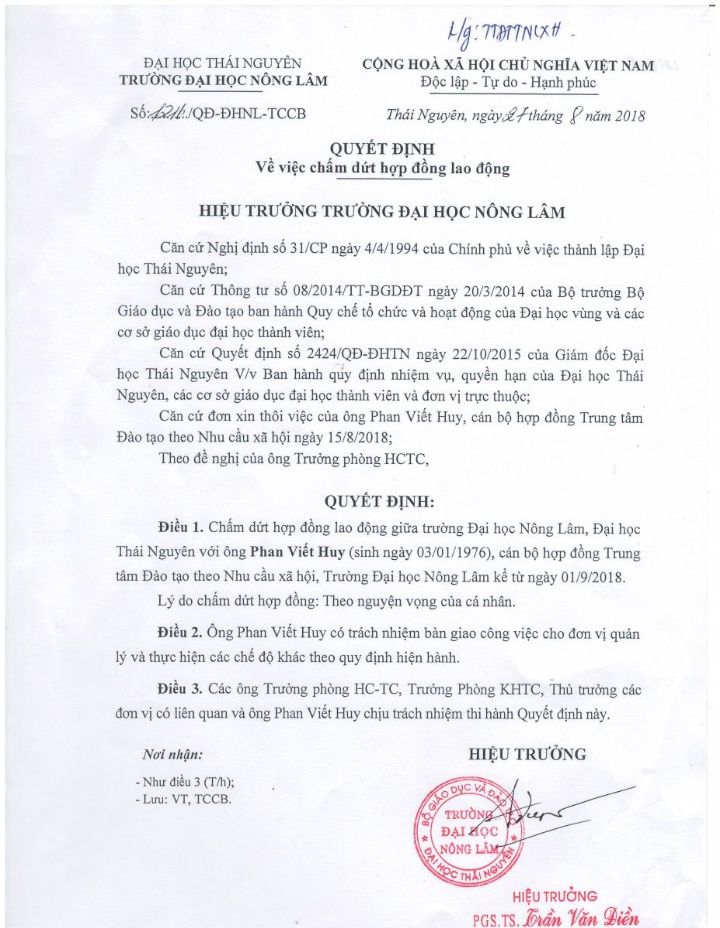 L/g: TTĐTTNCXH -
ĐẠI HỌC THÁI NGUYÊN
TRƯỜNG ĐẠI HỌC NÔNG LÂM
CỘNG HOÀ XÃ HỘI CHỦ NGHĨA VIỆT NAM
Độc lập - Tự do - Hạnh phúc
Số: /QĐ-ĐHNL-TCCB
Thái Nguyên, ngày 27 tháng 8 năm 2018
QUYẾT ĐỊNH
Về việc chấm dứt hợp đồng lao động
HIỆU TRƯỞNG TRƯỜNG ĐẠI HỌC NÔNG LÂM
Căn cứ Nghị định số 31/CP ngày 4/4/1994 của Chính phủ về việc thành lập Đại
học Thái Nguyên;
Căn cứ Thông tư số 08/2014/TT-BGDĐT ngày 20/3/2014 của Bộ trưởng Bộ
Giáo dục và Đào tạo ban hành Quy chế tổ chức và hoạt động của Đại học vùng và các
cơ sở giáo dục đại học thành viên;
Căn cứ Quyết định số 2424/QĐ-ĐHTN ngày 22/10/2015 của Giám đốc Đại
học Thái Nguyên V/v Ban hành quy định nhiệm vụ, quyền hạn của Đại học Thái
Nguyên, các cơ sở giáo dục đại học thành viên và đơn vị trực thuộc;
Căn cứ đơn xin thôi việc của ông Phan Viết Huy, cán bộ hợp đồng Trung tâm
Đào tạo theo Nhu cầu xã hội ngày 15/8/2018;
Theo đề nghị của ông Trưởng phòng HCTC,
QUYẾT ĐỊNH:
Điều 1. Chấm dứt hợp đồng lao động giữa trường Đại học Nông Lâm, Đại học
Thái Nguyên với ông Phan Viết Huy (sinh ngày 03/01/1976), cán bộ hợp đồng Trung
tâm Đào tạo theo Nhu cầu xã hội, Trường Đại học Nông Lâm kể từ ngày 01/9/2018.
Lý do chấm dứt hợp đồng: Theo nguyện vọng của cá nhân.
Điều 2. Ông Phan Viết Huy có trách nhiệm bàn giao công việc cho đơn vị quản
lý và thực hiện các chế độ khác theo quy định hiện hành.
Điều 3. Các ông Trưởng phòng HC-TC, Trưởng Phòng KHTC, Thủ trưởng các
đơn vị có liên quan và ông Phan Viết Huy chịu trách nhiệm thi hành Quyết định này.
Nơi nhận:
- Như điều 3 (T/h);
- Lưu: VT, TCCB.
HIỆU TRƯỞNG
BỘ GIÁO DỤC VÀ ĐÀO
TRƯỜNG
ĐẠI HỌC
NÔNG LÂM
ĐẠI HỌC THÁI NGUYÊN
HIỆU TRƯỞNG
PGS.TS. Trần Văn Điền